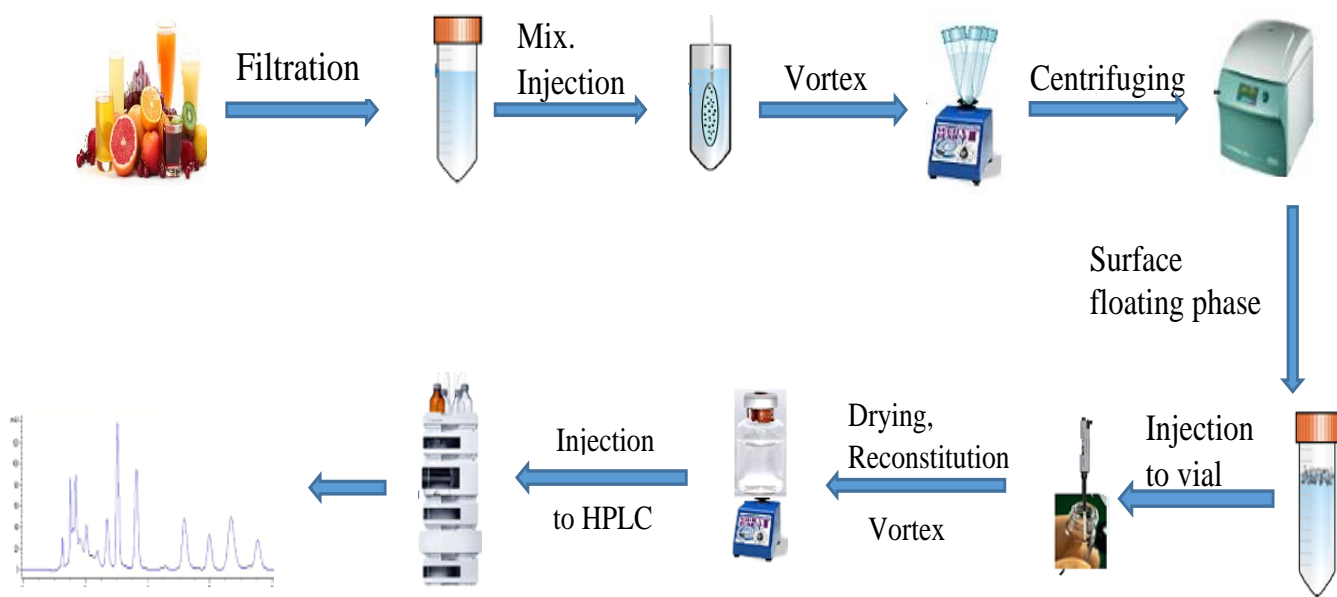 Filtration
Mix.
Injection
Vortex
Centrifuging
Surface
floating phase
Injection
to vial
Drying,
Reconstitution
Vortex
Injection
to HPLC